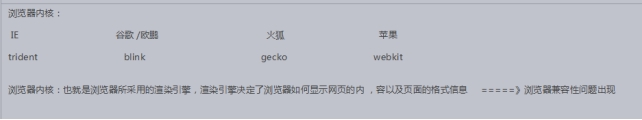 浏览器内核：
IE 谷歌 /欧鹏 火狐 苹果
trident blink gecko webkit
浏览器内核：也就是浏览器所采用的渲染引擎，渲染引擎决定了浏览器如何显示网页的内 ，容以及页面的格式信息 =====》浏览器兼容性问题出现